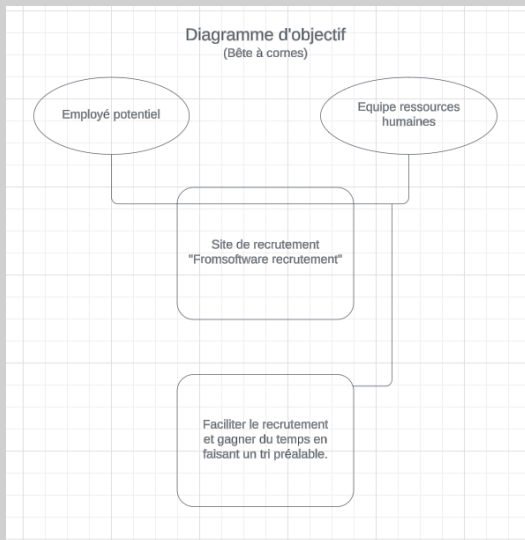 Diagramme d'objectif
(Bête à cornes)
Employé potentiel
Equipe ressources
humaines
Site de recrutement
"Fromsoftware recrutement"
Faciliter le recrutement
et gagner du temps en
faisant un tri préalable.